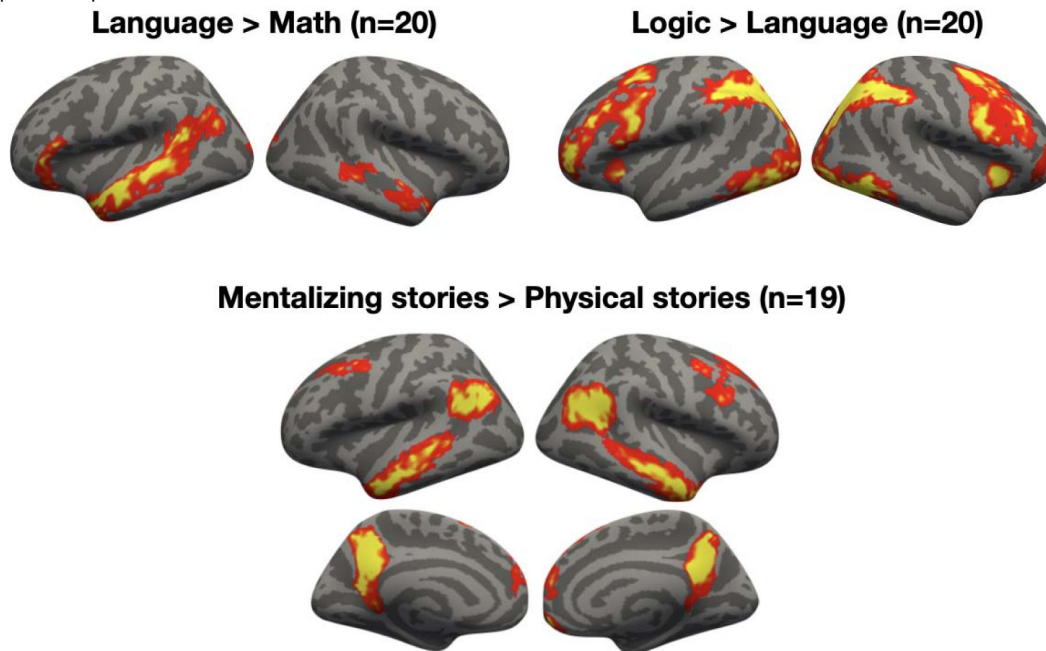 Language > Math (n=20)
Logic > Language (n=20)
Mentalizing stories > Physical stories (n=19)